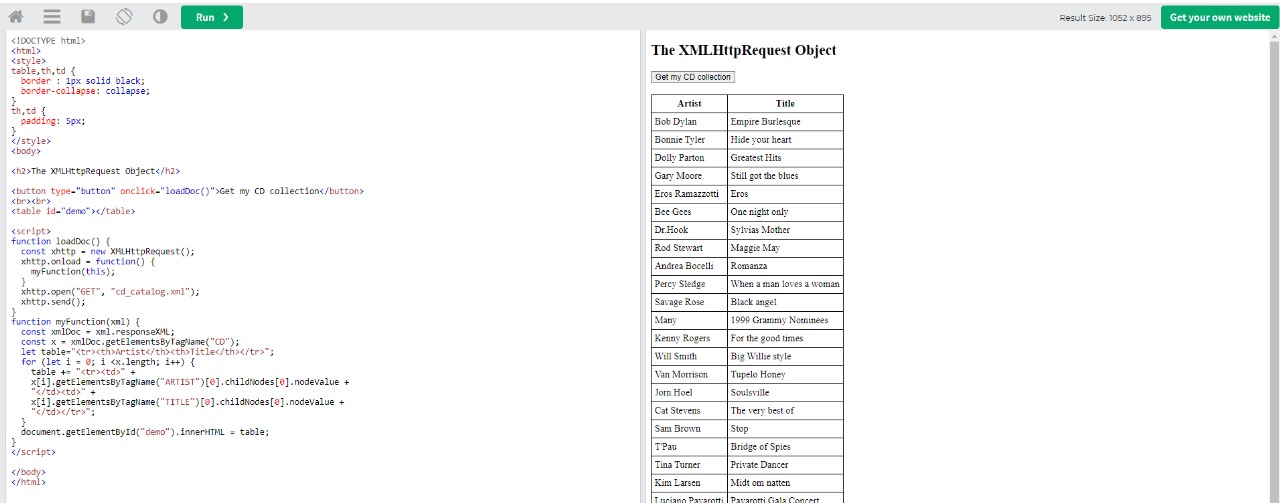 Run ❯
Result Size: 1052 x 895
Get your own website
<!DOCTYPE html>
<html>
<style>
table,th,td {
  border : 1px solid black;
  border-collapse: collapse;
}
th,td {
  padding: 5px;
}
</style>
<body>
<h2>The XMLHttpRequest Object</h2>
<button type="button" onclick="loadDoc()">Get my CD collection</button>
<br><br>
<table id="demo"></table>
<script>
function loadDoc() {
  const xhttp = new XMLHttpRequest();
  xhttp.onload = function() {
    myFunction(this);
  }
  xhttp.open("GET", "cd_catalog.xml");
  xhttp.send();
}
function myFunction(xml) {
  const xmlDoc = xml.responseXML;
  const x = xmlDoc.getElementsByTagName("CD");
  let table="<tr><th>Artist</th><th>Title</th></tr>";
  for (let i = 0; i <x.length; i++) {
    table += "<tr><td>" +
    x[i].getElementsByTagName("ARTIST")[0].childNodes[0].nodeValue +
    "</td><td>" +
    x[i].getElementsByTagName("TITLE")[0].childNodes[0].nodeValue +
    "</td></tr>";
  }
  document.getElementById("demo").innerHTML = table;
}
</script>
</body>
</html>
The XMLHttpRequest Object
Get my CD collection
Artist Title
Bob Dylan Empire Burlesque
Bonnie Tyler Hide your heart
Dolly Parton Greatest Hits
Gary Moore Still got the blues
Eros Ramazzotti Eros
Bee Gees One night only
Dr.Hook Sylvias Mother
Rod Stewart Maggie May
Andrea Bocelli Romanza
Percy Sledge When a man loves a woman
Savage Rose Black angel
Many 1999 Grammy Nominees
Kenny Rogers For the good times
Will Smith Big Willie style
Van Morrison Tupelo Honey
Jorn Hoel Soulsville
Cat Stevens The very best of
Sam Brown Stop
T'Pau Bridge of Spies
Tina Turner Private Dancer
Kim Larsen Midt om natten
Luciano Pavarotti Pavarotti Gala Concert